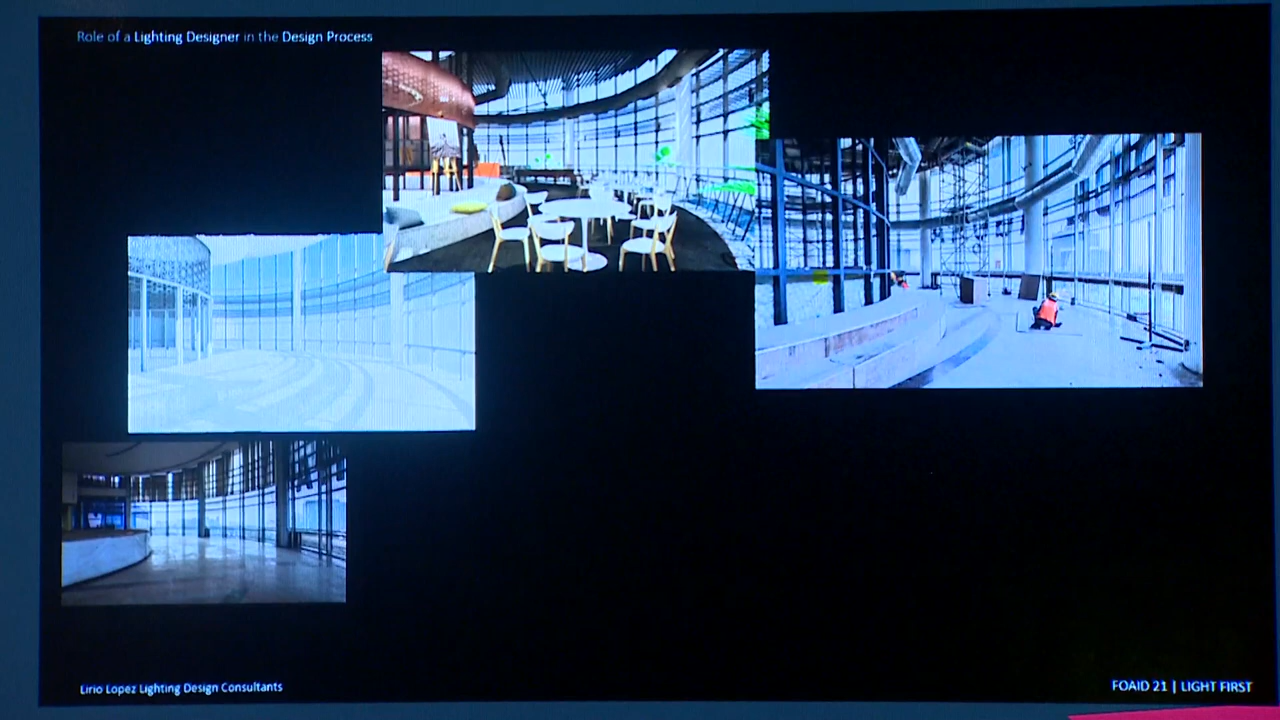 Role of a Lighting Designer in the Design Process
Lirio Lopez Lighting Design Consultants
FOAID 21 | LIGHT FIRST